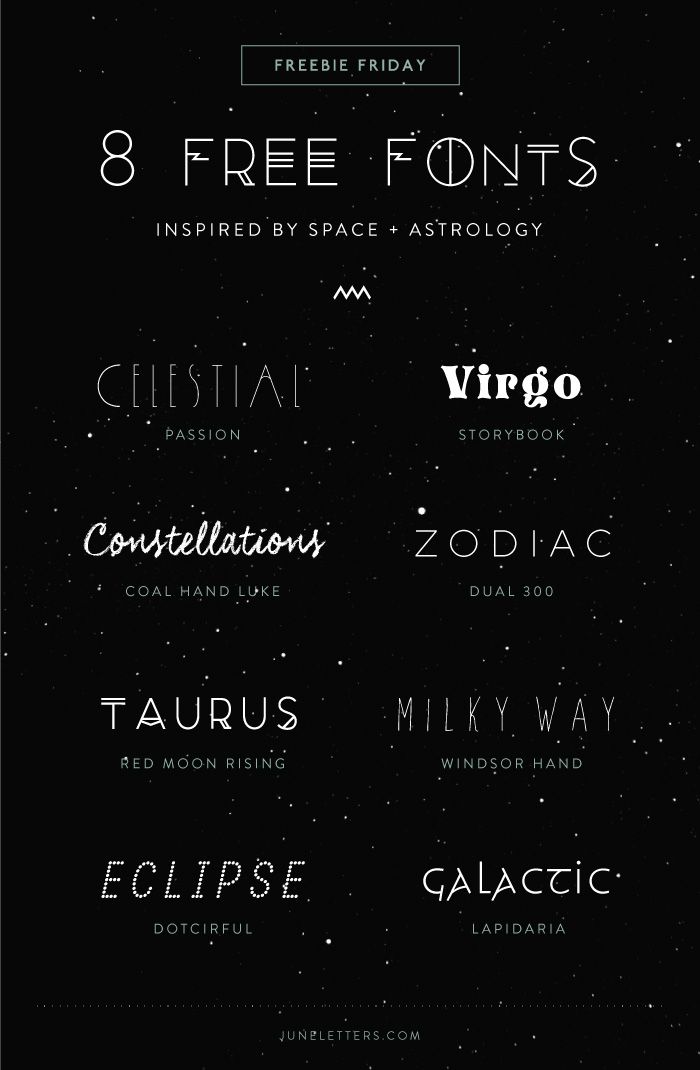 FREEBIE FRIDAY
8 FREE FONTS
INSPIRED BY SPACE + ASTROLOGY
CELESTIAL
PASSION
Virgo
STORYBOOK
Constellations
COAL HAND LUKE
ZODIAC
DUAL 300
TAURUS
RED MOON RISING
MILKY WAY
WINDSOR HAND
ECLIPSE
DOTCIRFUL
GALACTIC
LAPIDARIA
JUNELETTERS.COM